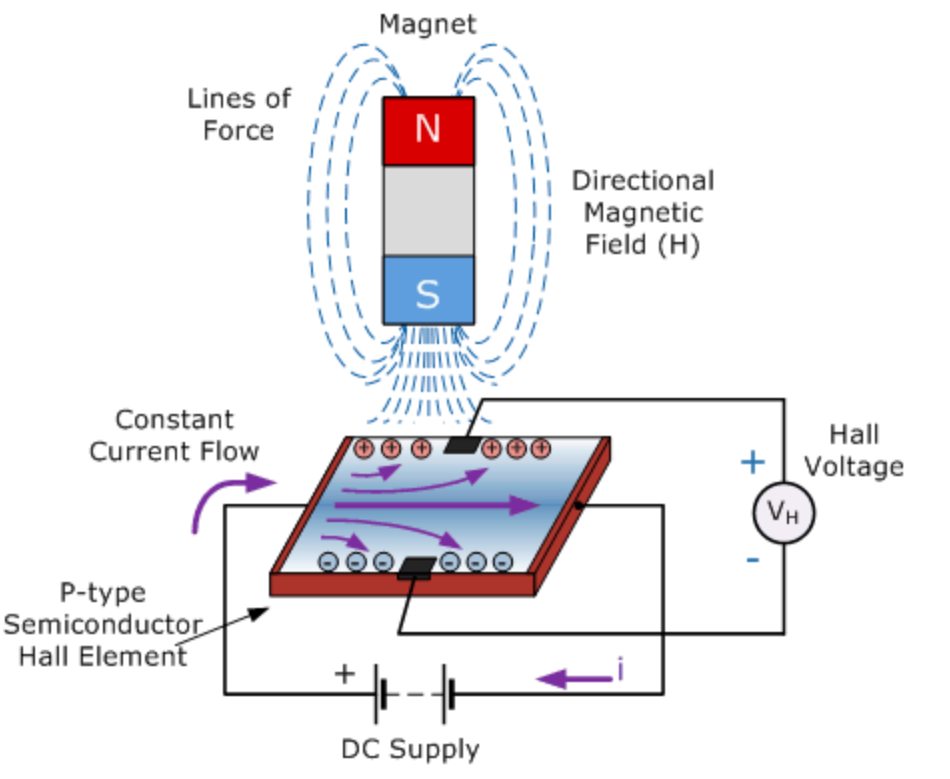 Magnet
Lines of
Force
N
Directional
Magnetic
Field (H)
S
Constant
Current Flow
+ + + + + +
Hall
Voltage
+
VH
-
- - - - - -
P-type
Semiconductor
Hall Element
+
i
DC Supply